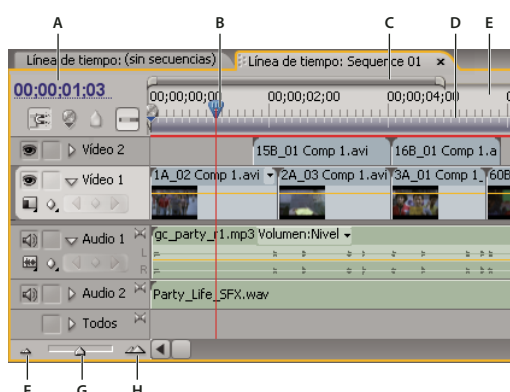 A B C D E
Línea de tiempo: (sin secuencias) Línea de tiempo: Sequence 01 ×
00;00;01;03
00;00;00;00 00;00;02;00 00;00;04;00 0
Vídeo 2 15B_01 Comp 1.avi 16B_01 Comp 1.a
Vídeo 1 1A_02 Comp 1.avi 2A_03 Comp 1.avi 3A_01 Comp 1_ 60B
Audio 1 gc_party_r1.mp3 Volumen:Nivel
L
R
Audio 2 Party_Life_SFX.wav
Todos
F G H